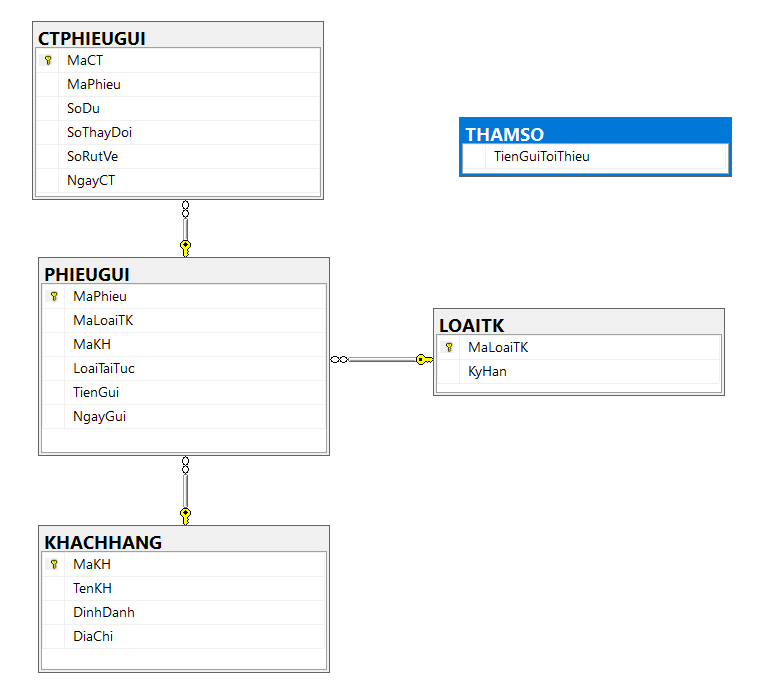 CTPHIEUGUI
MaCT
MaPhieu
SoDu
SoThayDoi
SoRutVe
NgayCT
THAMSO
TienGuiToiThieu
PHIEUGUI
MaPhieu
MaLoaiTK
MaKH
LoaiTaiTuc
TienGui
NgayGui
LOAITK
MaLoaiTK
KyHan
KHACHHANG
MaKH
TenKH
DinhDanh
DiaChi